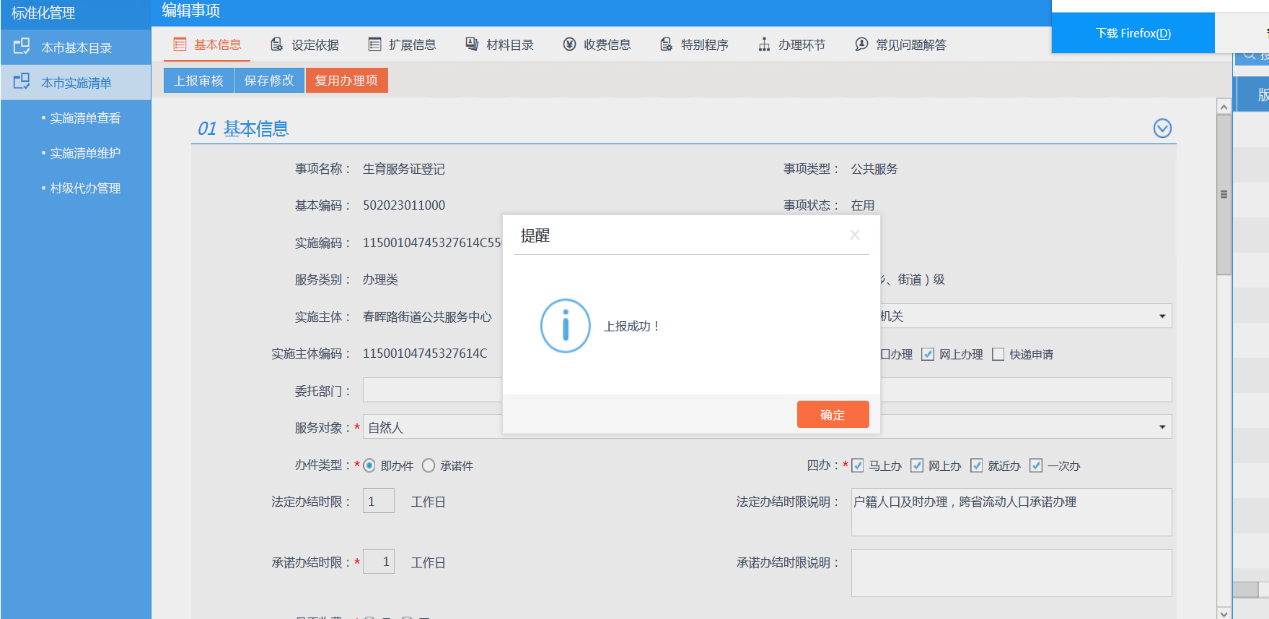 标准化管理
本市基本目录
本市实施清单
实施清单查看
实施清单维护
村级代办管理
编辑事项
基本信息 设定依据 扩展信息 材料目录 收费信息 特别程序 办理环节 常见问题解答
下载 Firefox(D)
上报审核 保存修改 复用办理项
版
01 基本信息
事项名称： 生育服务证登记 事项类型： 公共服务
基本编码： 502023011000 事项状态： 在用
实施编码： 11500104745327614C55
服务类别： 办理类 、街道）级
实施主体： 春晖路街道公共服务中心 机关
实施主体编码： 11500104745327614C 口办理 网上办理 快递申请
委托部门：
服务对象：* 自然人
办件类型：* 即办件 承诺件 四办：* 马上办 网上办 就近办 一次办
法定办结时限： 1 工作日 法定办结时限说明： 户籍人口及时办理，跨省流动人口承诺办理
承诺办结时限：* 1 工作日 承诺办结时限说明：
提醒
上报成功！
确定